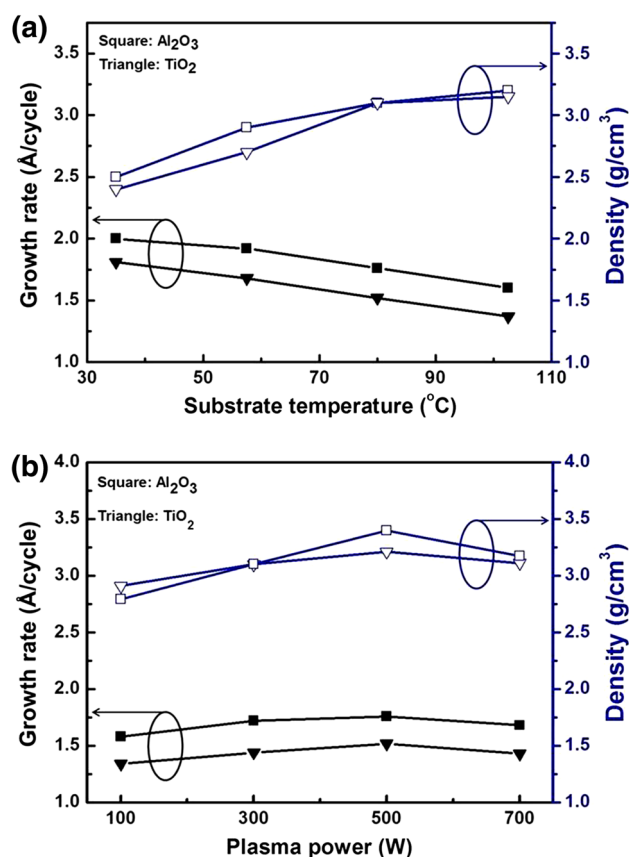 (a)
3.5
3.0
2.5
2.0
1.5
1.0
Growth rate (Å/cycle)
Square: Al2O3
Triangle: TiO2
3.5
3.0
2.5
2.0
1.5
1.0
Density (g/cm3)
30 50 70 90 110
Substrate temperature (oC)
(b)
4.0
3.5
3.0
2.5
2.0
1.5
1.0
Growth rate (Å/cycle)
Square: Al2O3
Triangle: TiO2
3.5
3.0
2.5
2.0
1.5
1.0
Density (g/cm3)
100 300 500 700
Plasma power (W)